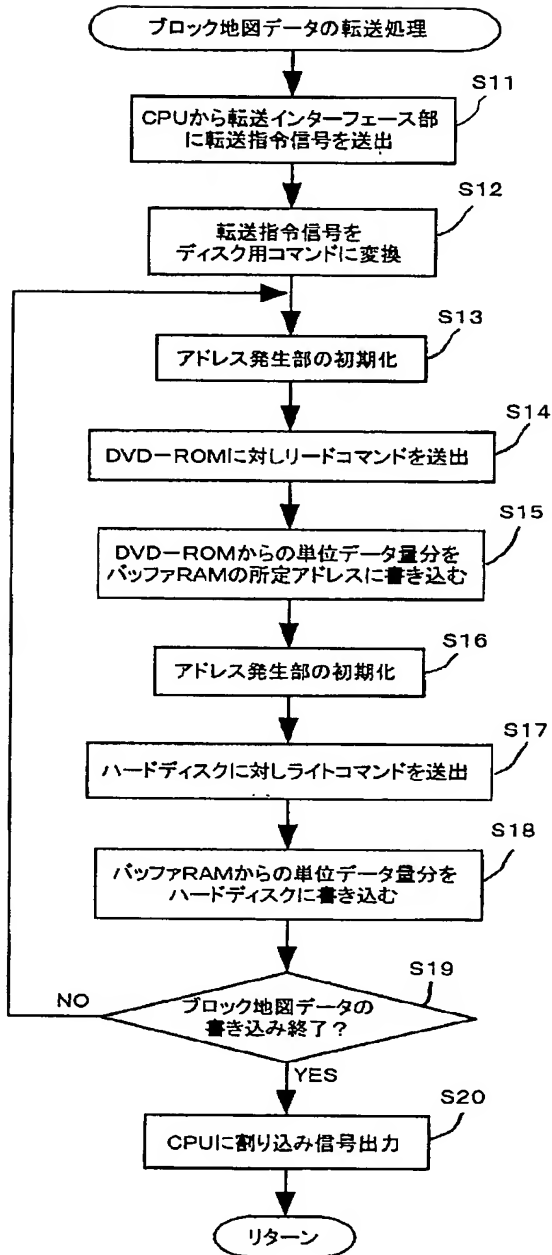 ブロック地図データの転送処理
S11
CPUから転送インターフェース部
に転送指令信号を送出
S12
転送指令信号を
ディスク用コマンドに変換
S13
アドレス発生部の初期化
S14
DVD－ROMに対しリードコマンドを送出
S15
DVD－ROMからの単位データ量分を
バッファRAMの所定アドレスに書き込む
S16
アドレス発生部の初期化
S17
ハードディスクに対しライトコマンドを送出
S18
バッファRAMからの単位データ量分を
ハードディスクに書き込む
S19
NO
ブロック地図データの
書き込み終了？
YES
S20
CPUに割り込み信号出力
リターン